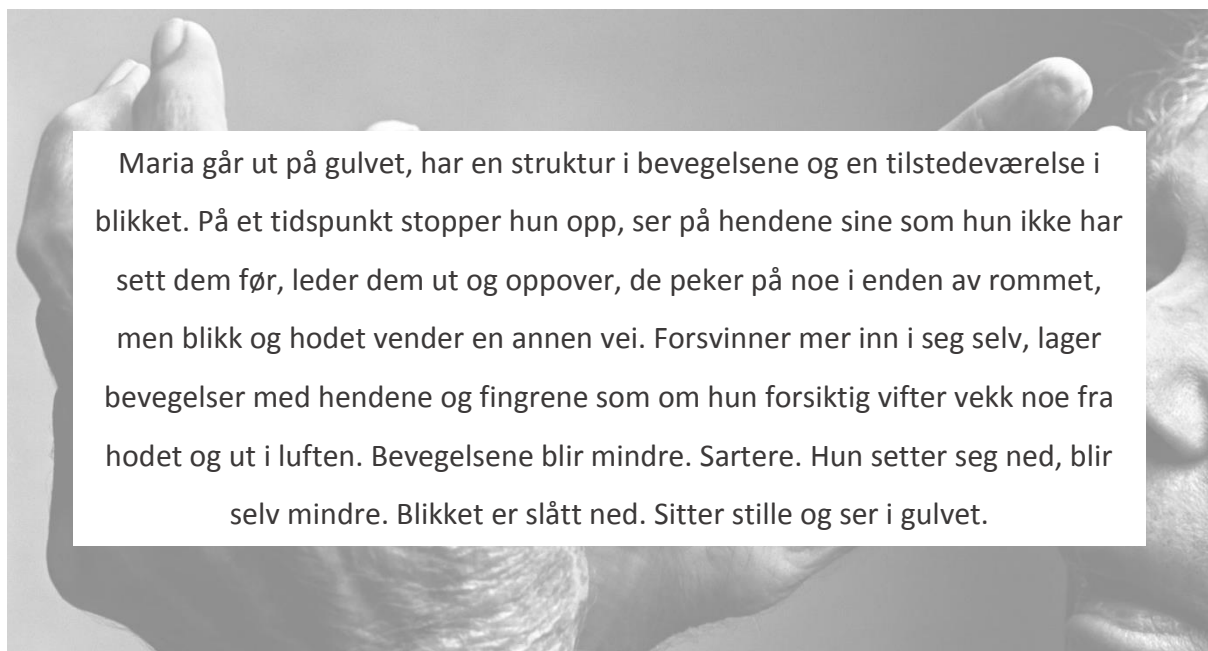 Maria går ut på gulvet, har en struktur i bevegelsene og en tilstedeværelse i
blikket. På et tidspunkt stopper hun opp, ser på hendene sine som hun ikke har
sett dem før, leder dem ut og oppover, de peker på noe i enden av rommet,
men blikk og hodet vender en annen vei. Forsvinner mer inn i seg selv, lager
bevegelser med hendene og fingrene som om hun forsiktig vifter vekk noe fra
hodet og ut i luften. Bevegelsene blir mindre. Sartere. Hun setter seg ned, blir
selv mindre. Blikket er slått ned. Sitter stille og ser i gulvet.